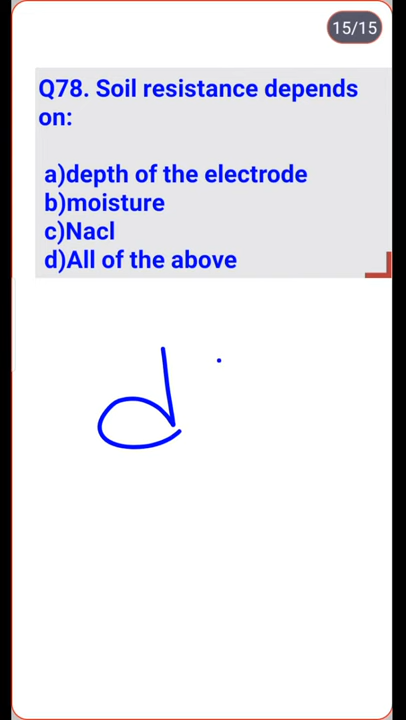 15/15
Q78. Soil resistance depends
on:
a)depth of the electrode
b)moisture
c)Nacl
d)All of the above
d